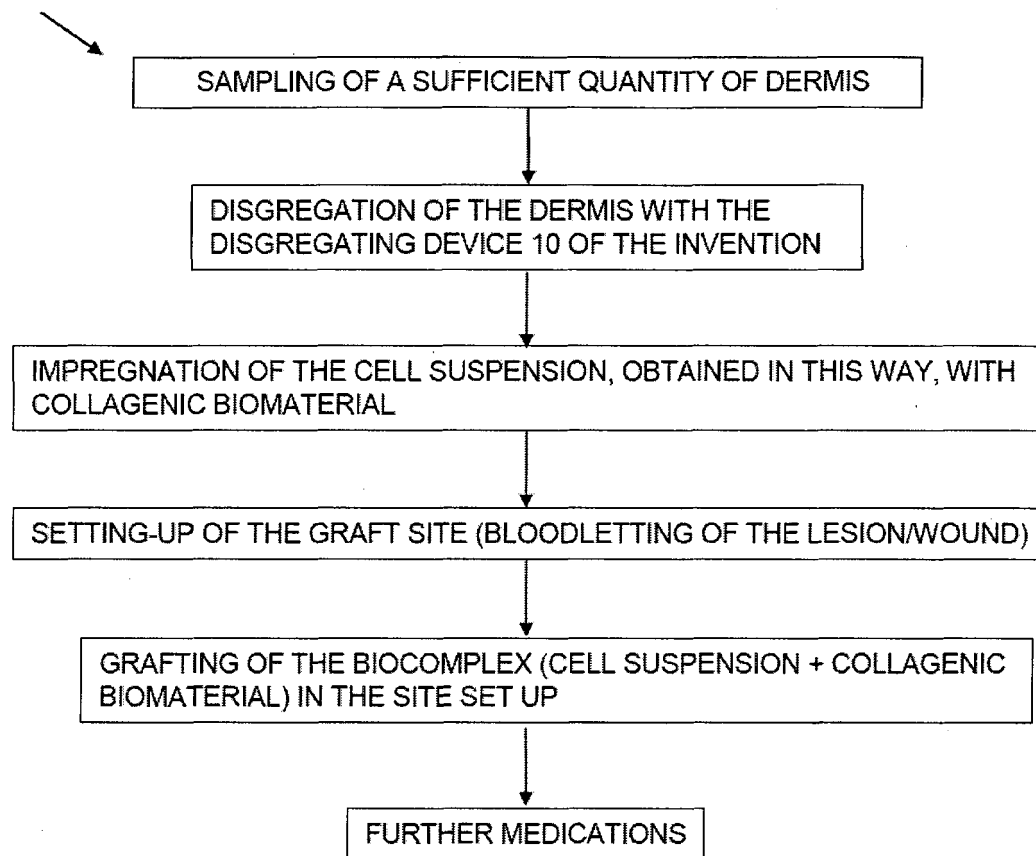 SAMPLING OF A SUFFICIENT QUANTITY OF DERMIS
DISGREGATION OF THE DERMIS WITH THE
DISGREGATING DEVICE 10 OF THE INVENTION
IMPREGNATION OF THE CELL SUSPENSION, OBTAINED IN THIS WAY, WITH
COLLAGENIC BIOMATERIAL
SETTING-UP OF THE GRAFT SITE (BLOODLETTING OF THE LESION/WOUND)
GRAFTING OF THE BIOCOMPLEX (CELL SUSPENSION + COLLAGENIC
BIOMATERIAL) IN THE SITE SET UP
FURTHER MEDICATIONS